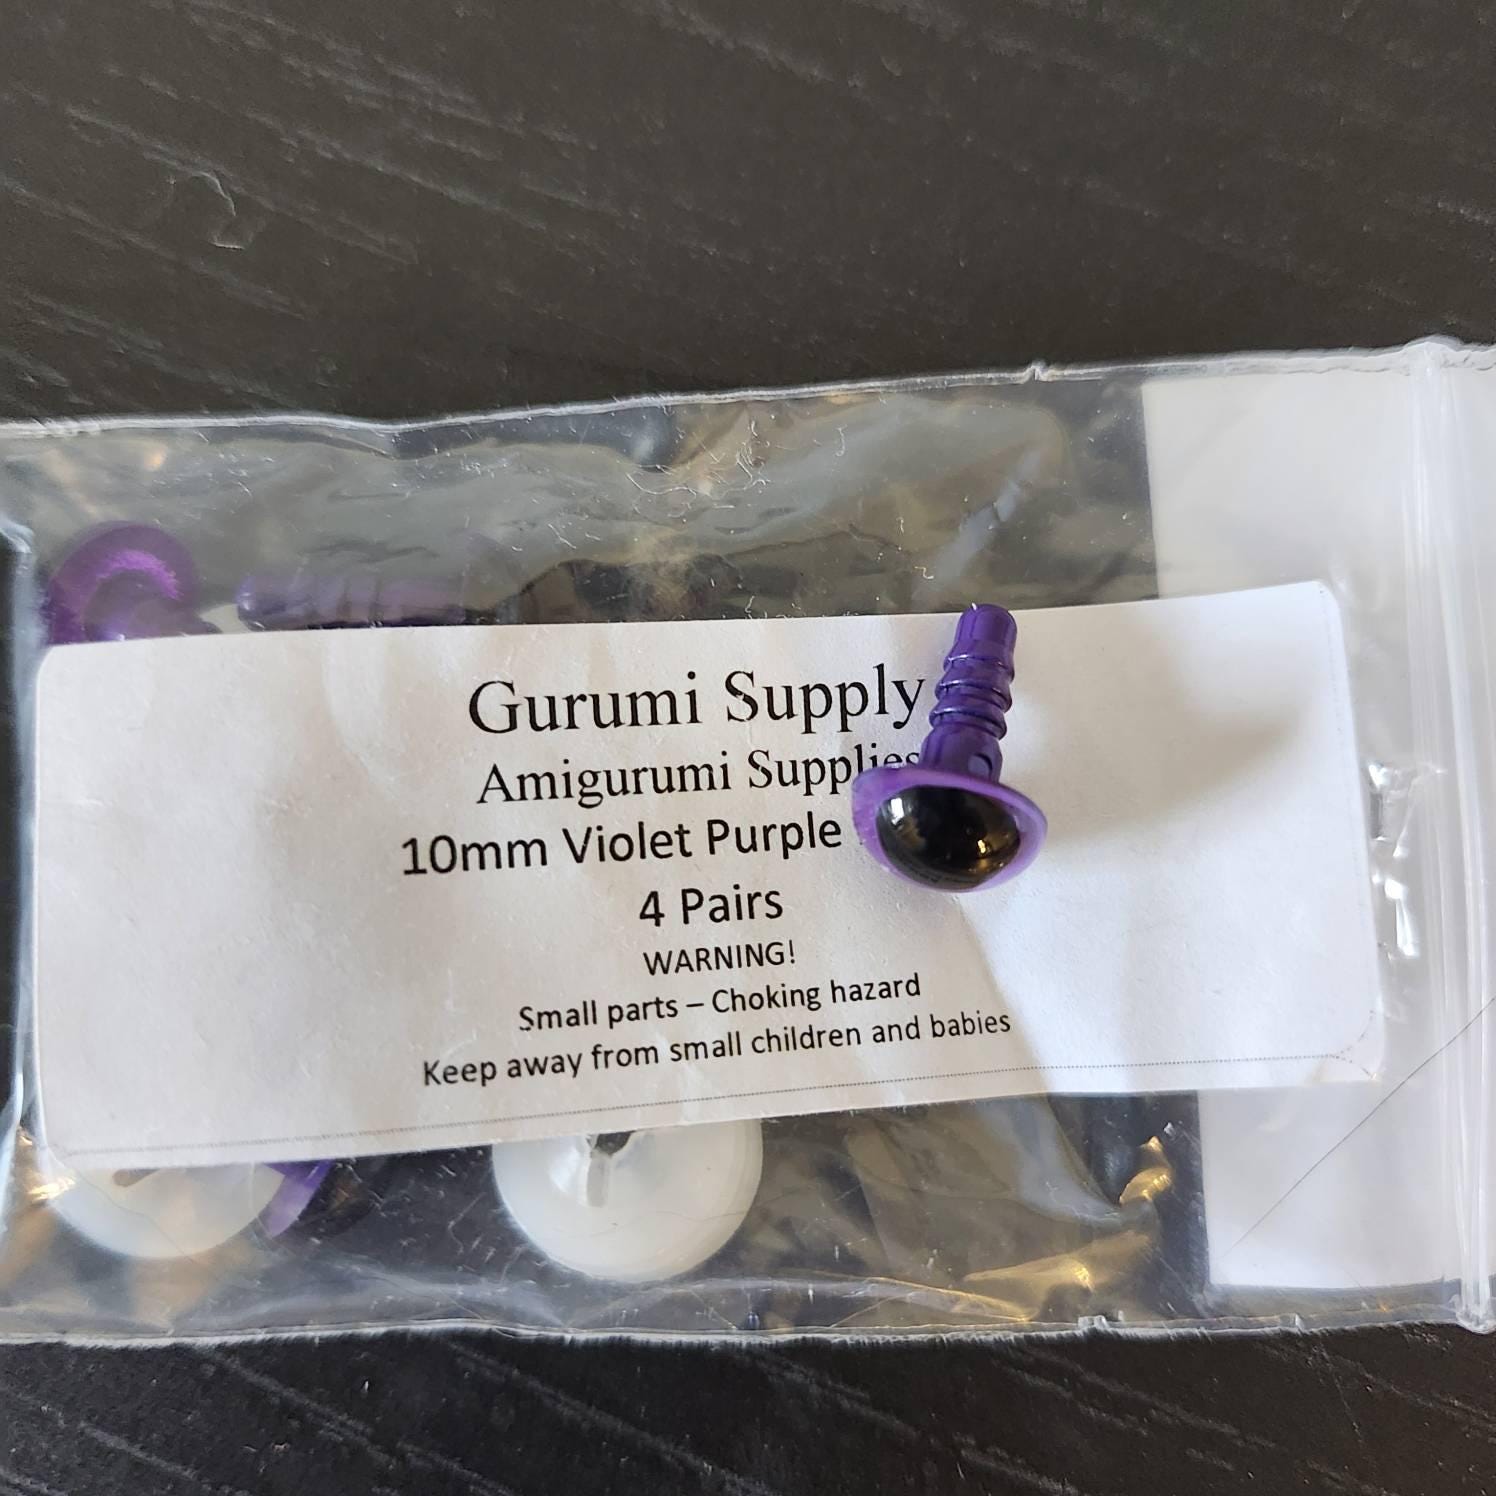 Gurumi Supply
Amigurumi Supplies
10mm Violet Purple
4 Pairs
WARNING!
Small parts – Choking hazard
Keep away from small children and babies